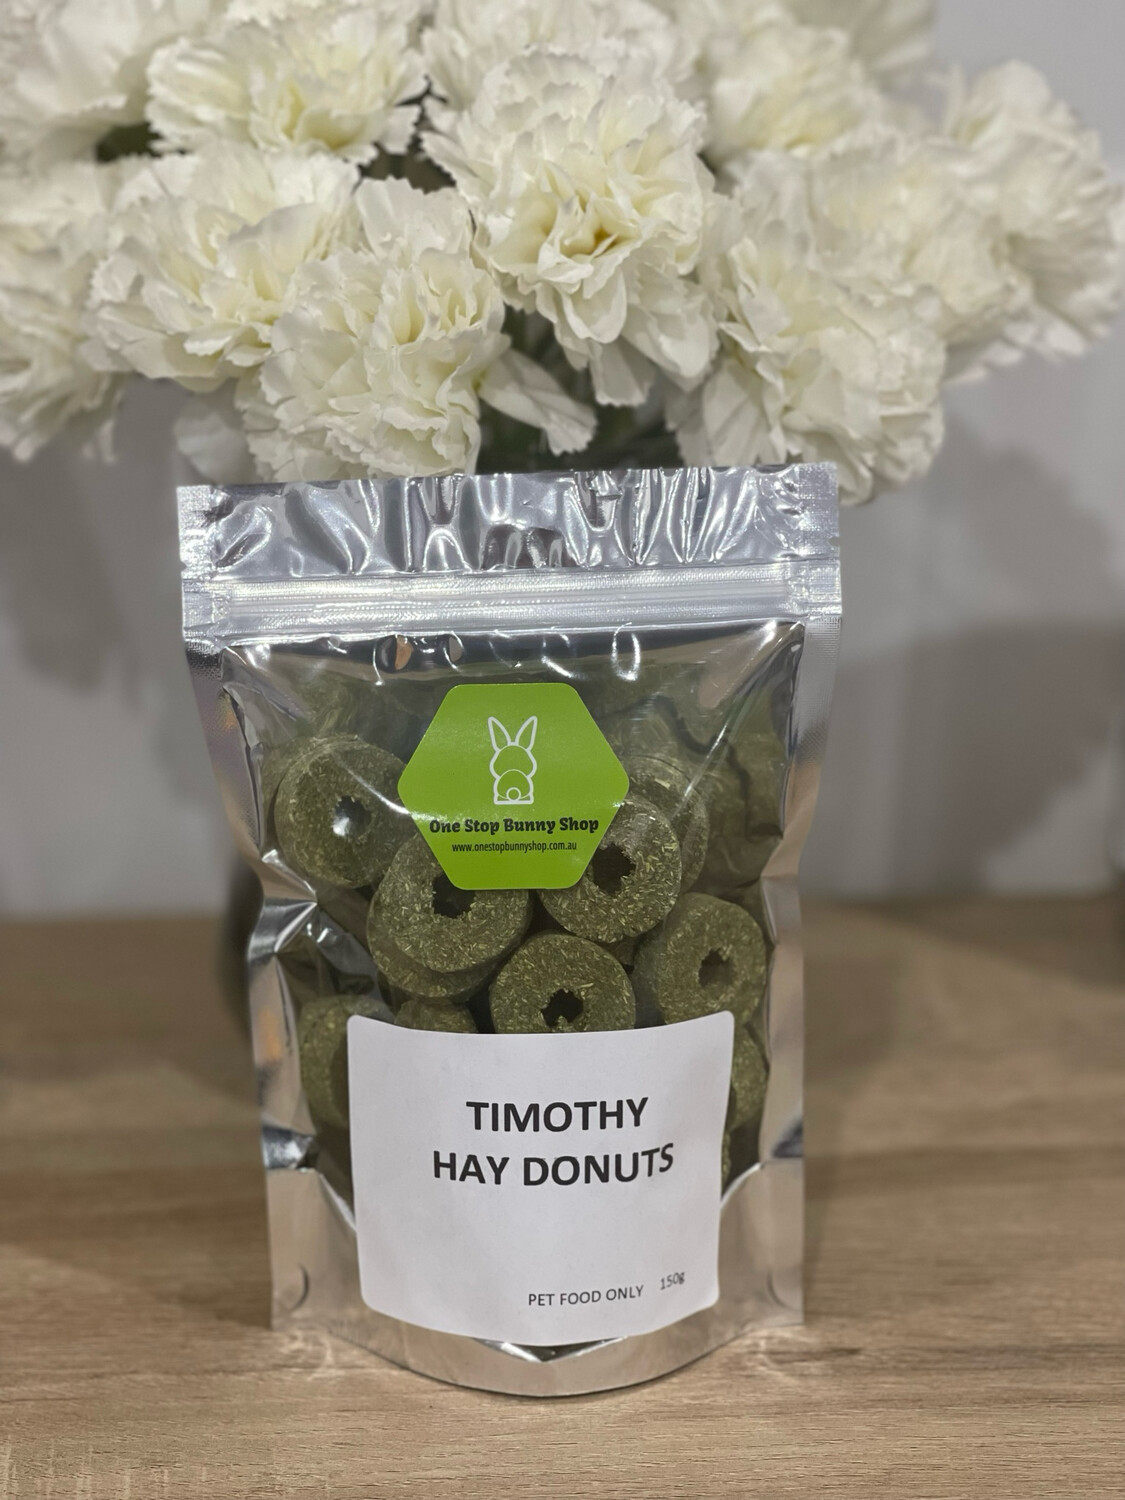 One Stop Bunny Shop
www.onestopbunnyshop.com.au
TIMOTHY
HAY DONUTS
PET FOOD ONLY 150g